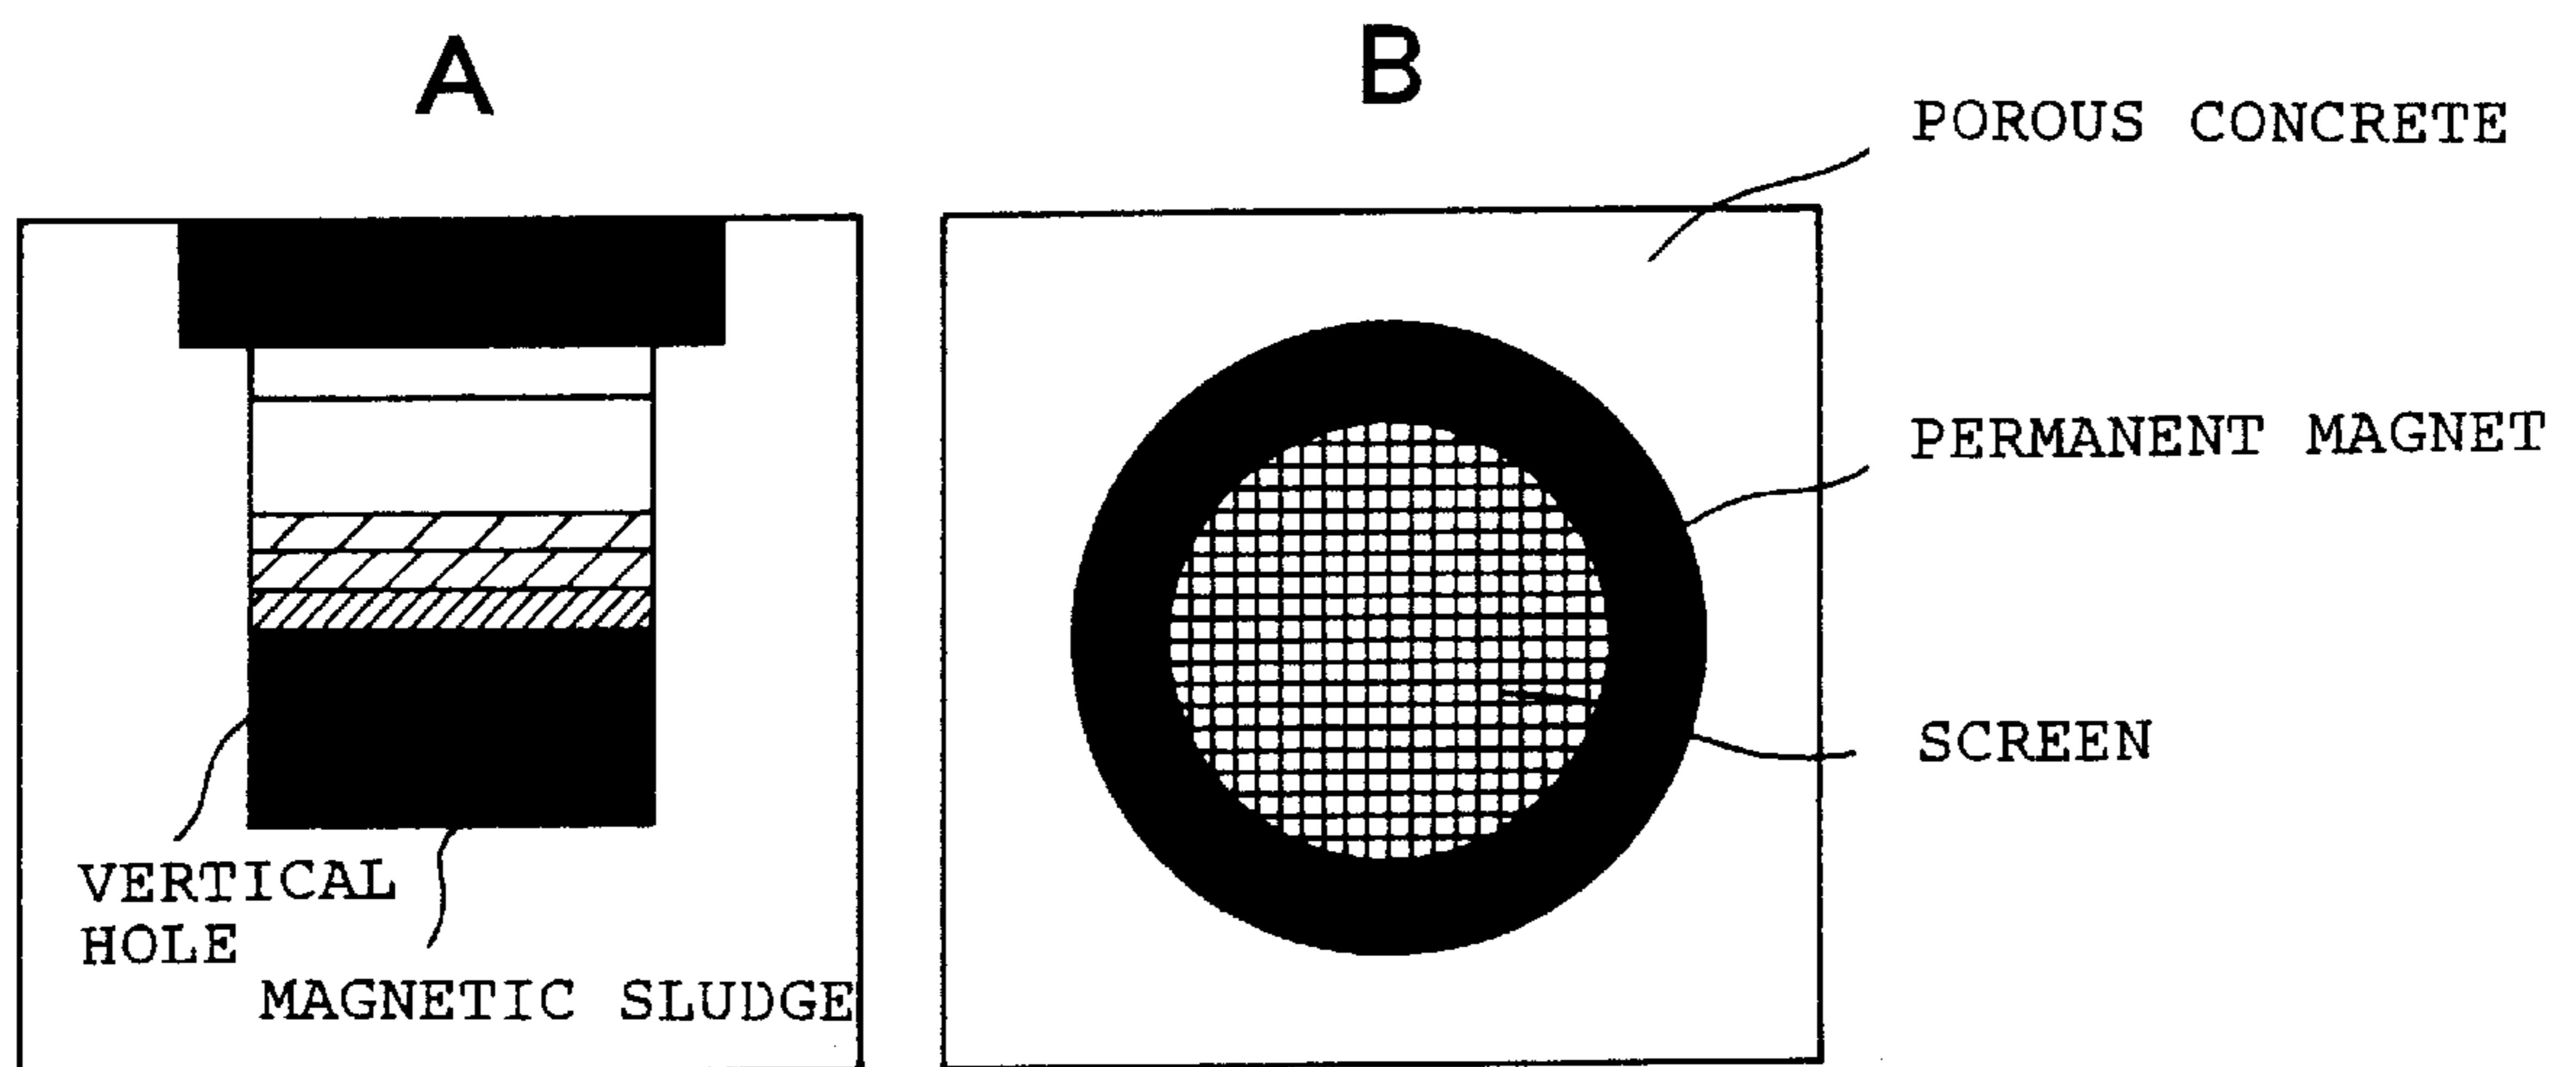 A
B
POROUS CONCRETE
PERMANENT MAGNET
SCREEN
VERTICAL
HOLE
MAGNETIC SLUDGE